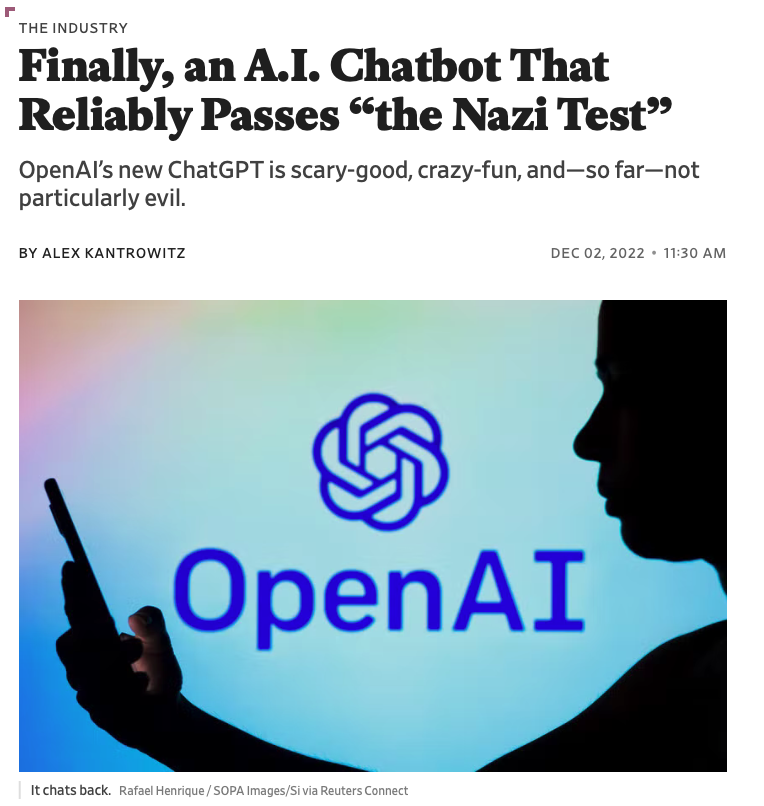 THE INDUSTRY
Finally, an A.I. Chatbot That
Reliably Passes “the Nazi Test”
OpenAI’s new ChatGPT is scary-good, crazy-fun, and—so far—not
particularly evil.
BY ALEX KANTROWITZ
DEC 02, 2022 • 11:30 AM
OpenAI
It chats back. Rafael Henrique / SOPA Images/Si via Reuters Connect